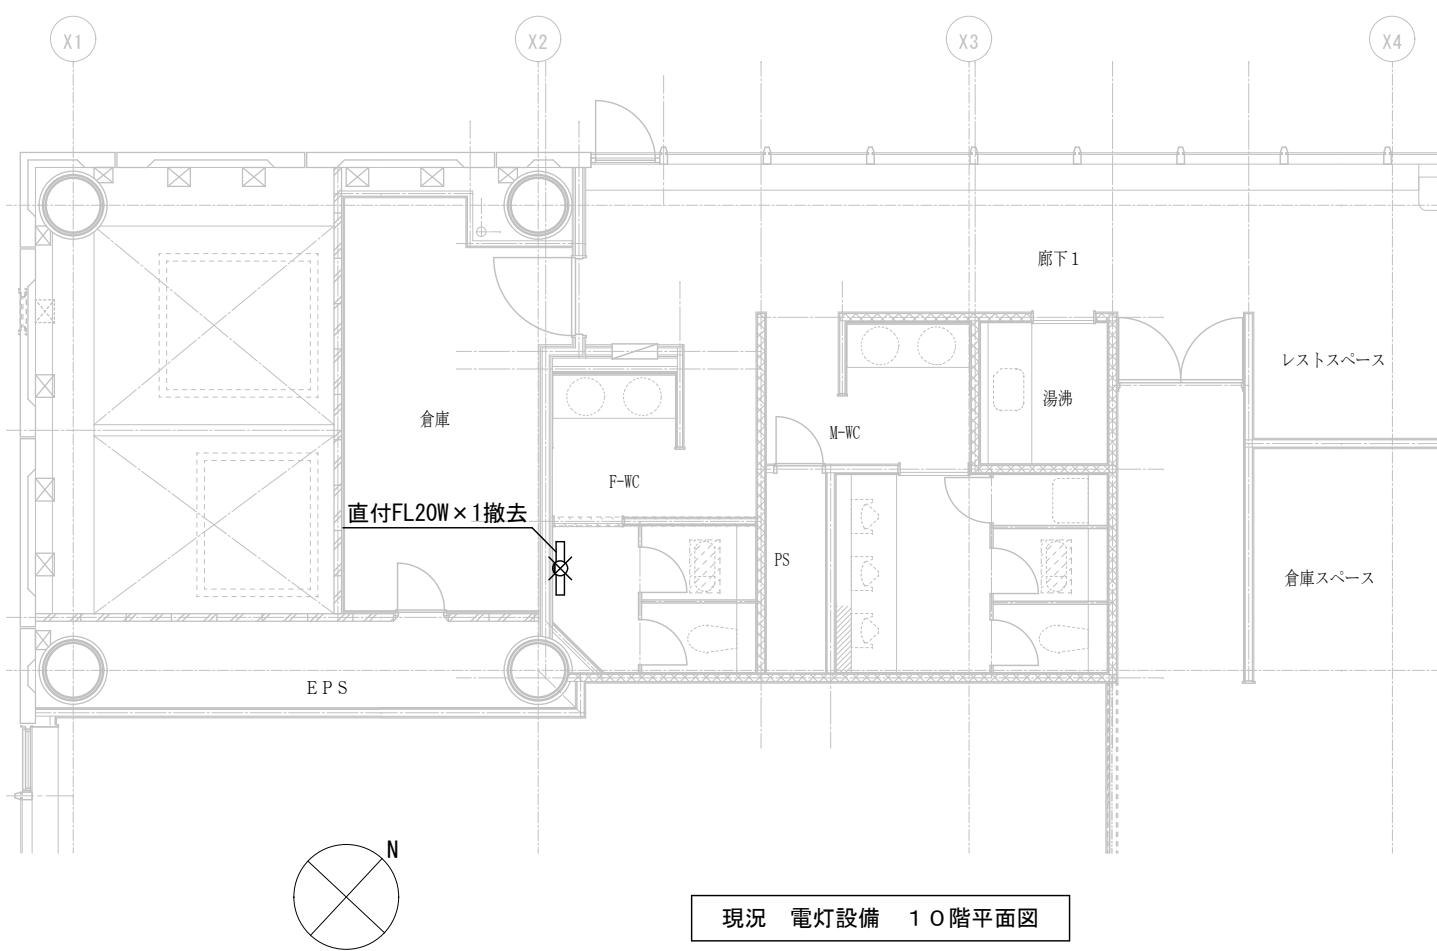 X1
X2
X3
X4
廊下1
レストスペース
湯沸
倉庫
M-WC
F-WC
直付FL20W×1撤去
PS
倉庫スペース
EPS
N
現況 電灯設備 10階平面図